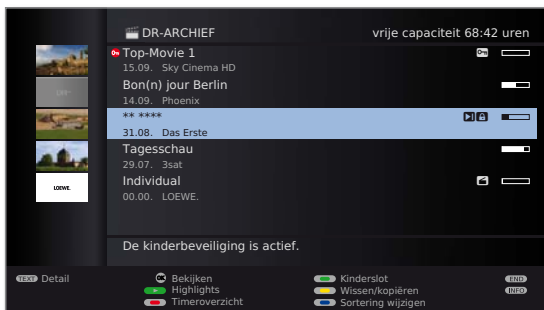 DR-ARCHIEF vrije capaciteit 68:42 uren
Top-Movie 1
15.09. Sky Cinema HD
Bon(n) jour Berlin
14.09. Phoenix
** ****
31.08. Das Erste
Tagesschau
29.07. 3sat
Individual
00.00. LOEWE.
LOEWE.
De kinderbeveiliging is actief.
TEXT Detail
OK Bekijken
Highlights
Timeroverzicht
Kinderslot
Wissen/kopiëren
Sortering wijzigen
END
INFO